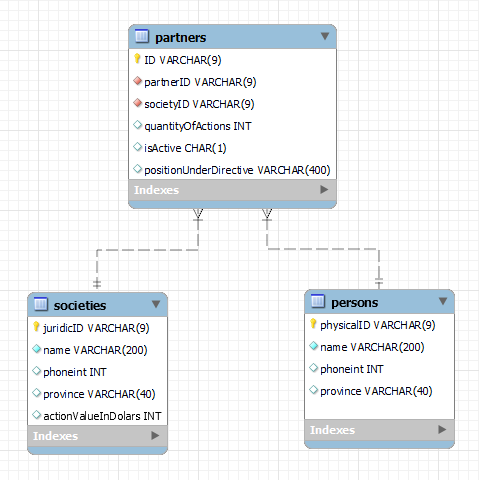 partners
ID VARCHAR(9)
partnerID VARCHAR(9)
societyID VARCHAR(9)
quantityOfActions INT
isActive CHAR(1)
positionUnderDirective VARCHAR(400)
Indexes
societies
juridicID VARCHAR(9)
name VARCHAR(200)
phoneint INT
province VARCHAR(40)
actionValueInDolars INT
Indexes
persons
physicalID VARCHAR(9)
name VARCHAR(200)
phoneint INT
province VARCHAR(40)
Indexes